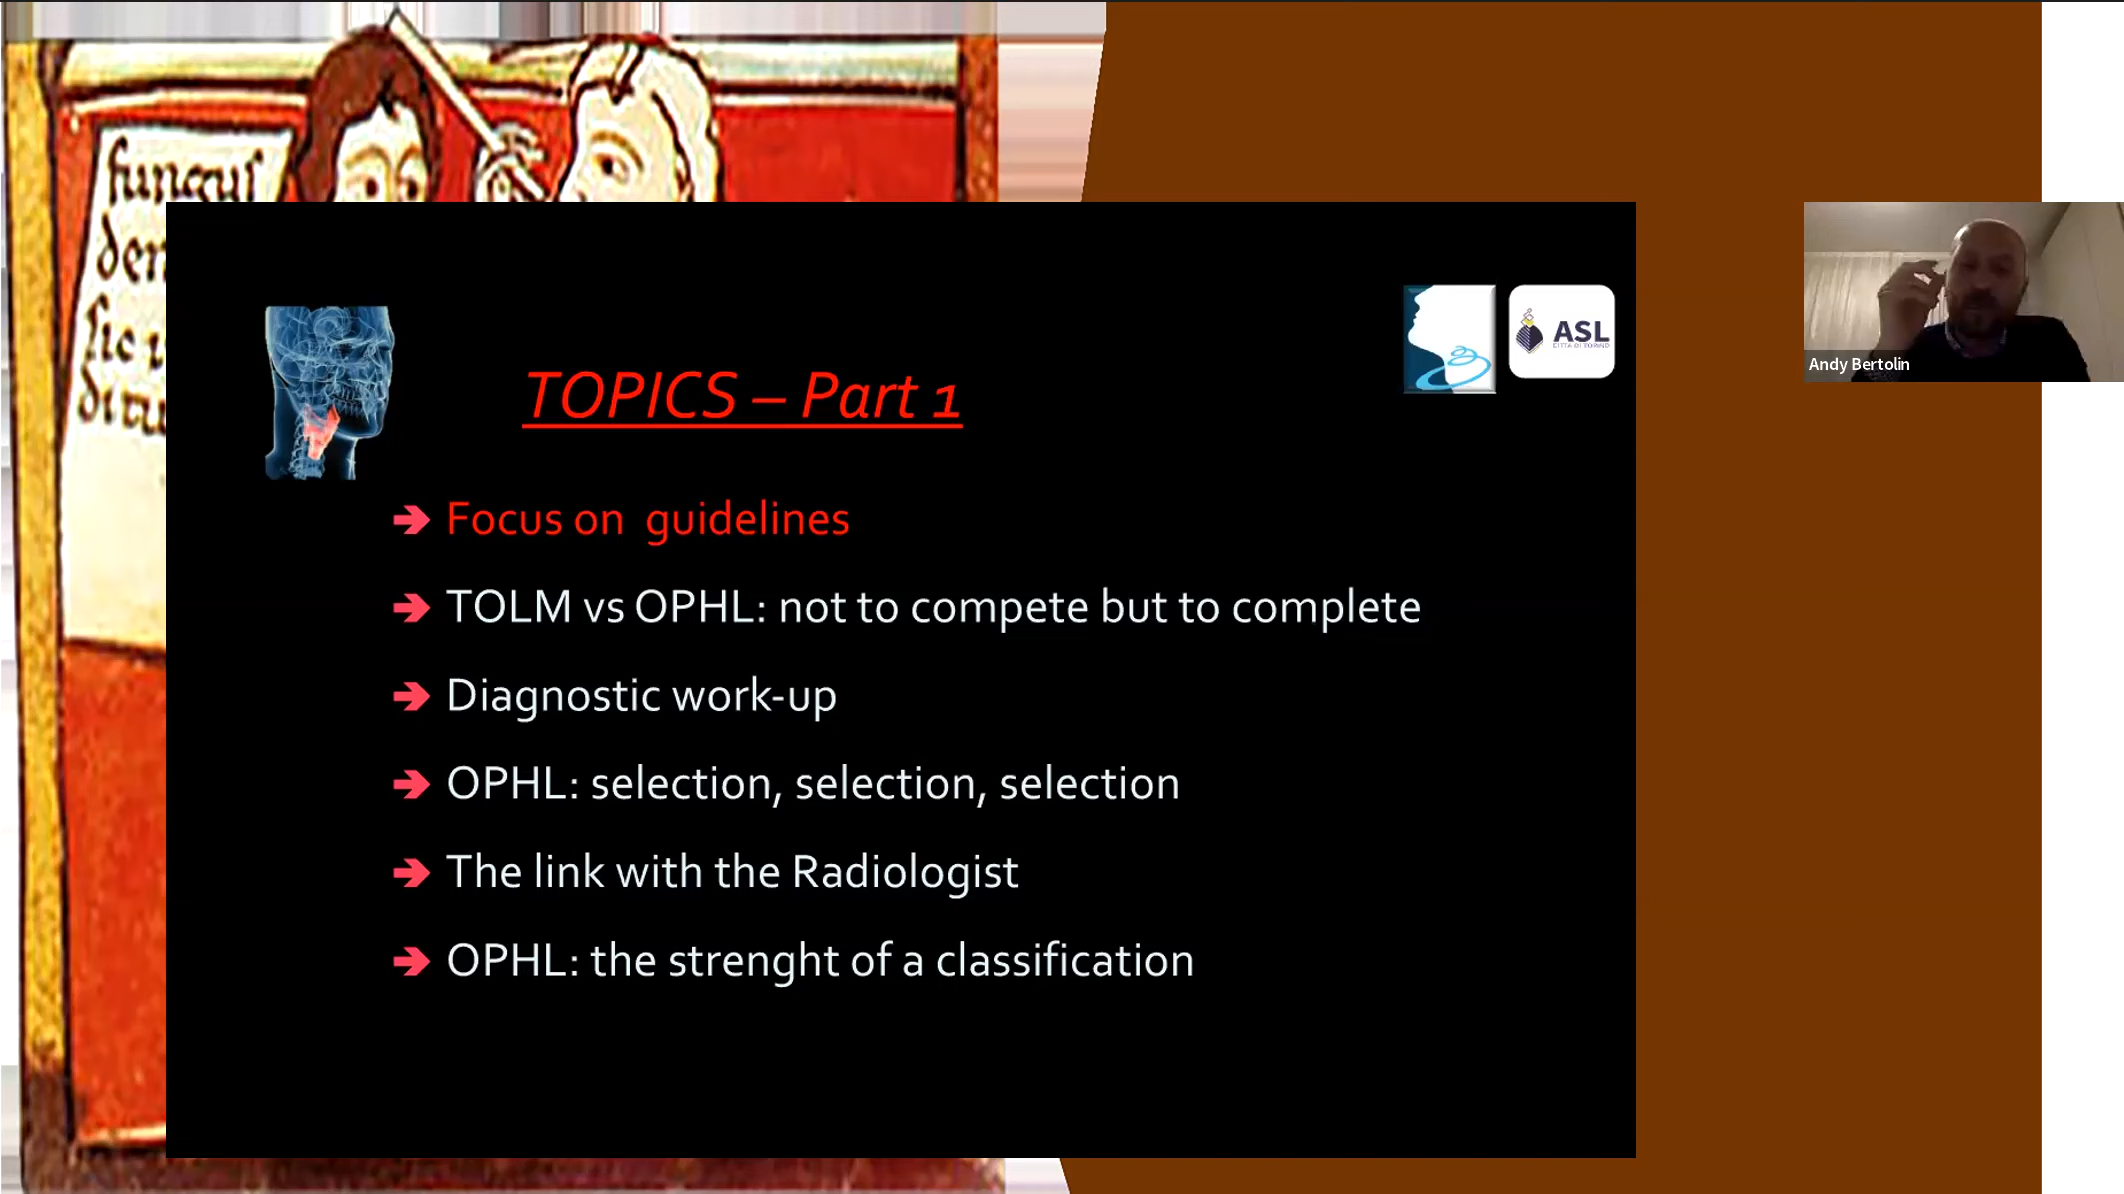 funguſ
TOPICS – Part 1
ASL
CITTÀ DI TORINO
Andy Bertolin
➔ Focus on guidelines
➔ TOLM vs OPHL: not to compete but to complete
➔ Diagnostic work-up
➔ OPHL: selection, selection, selection
➔ The link with the Radiologist
➔ OPHL: the strenght of a classification